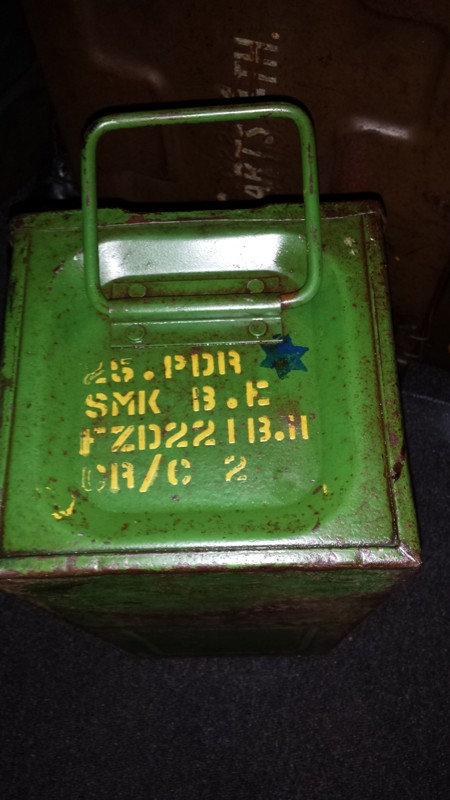 25.PDR
SMK B.E
FZD221B.H
CR/C 2